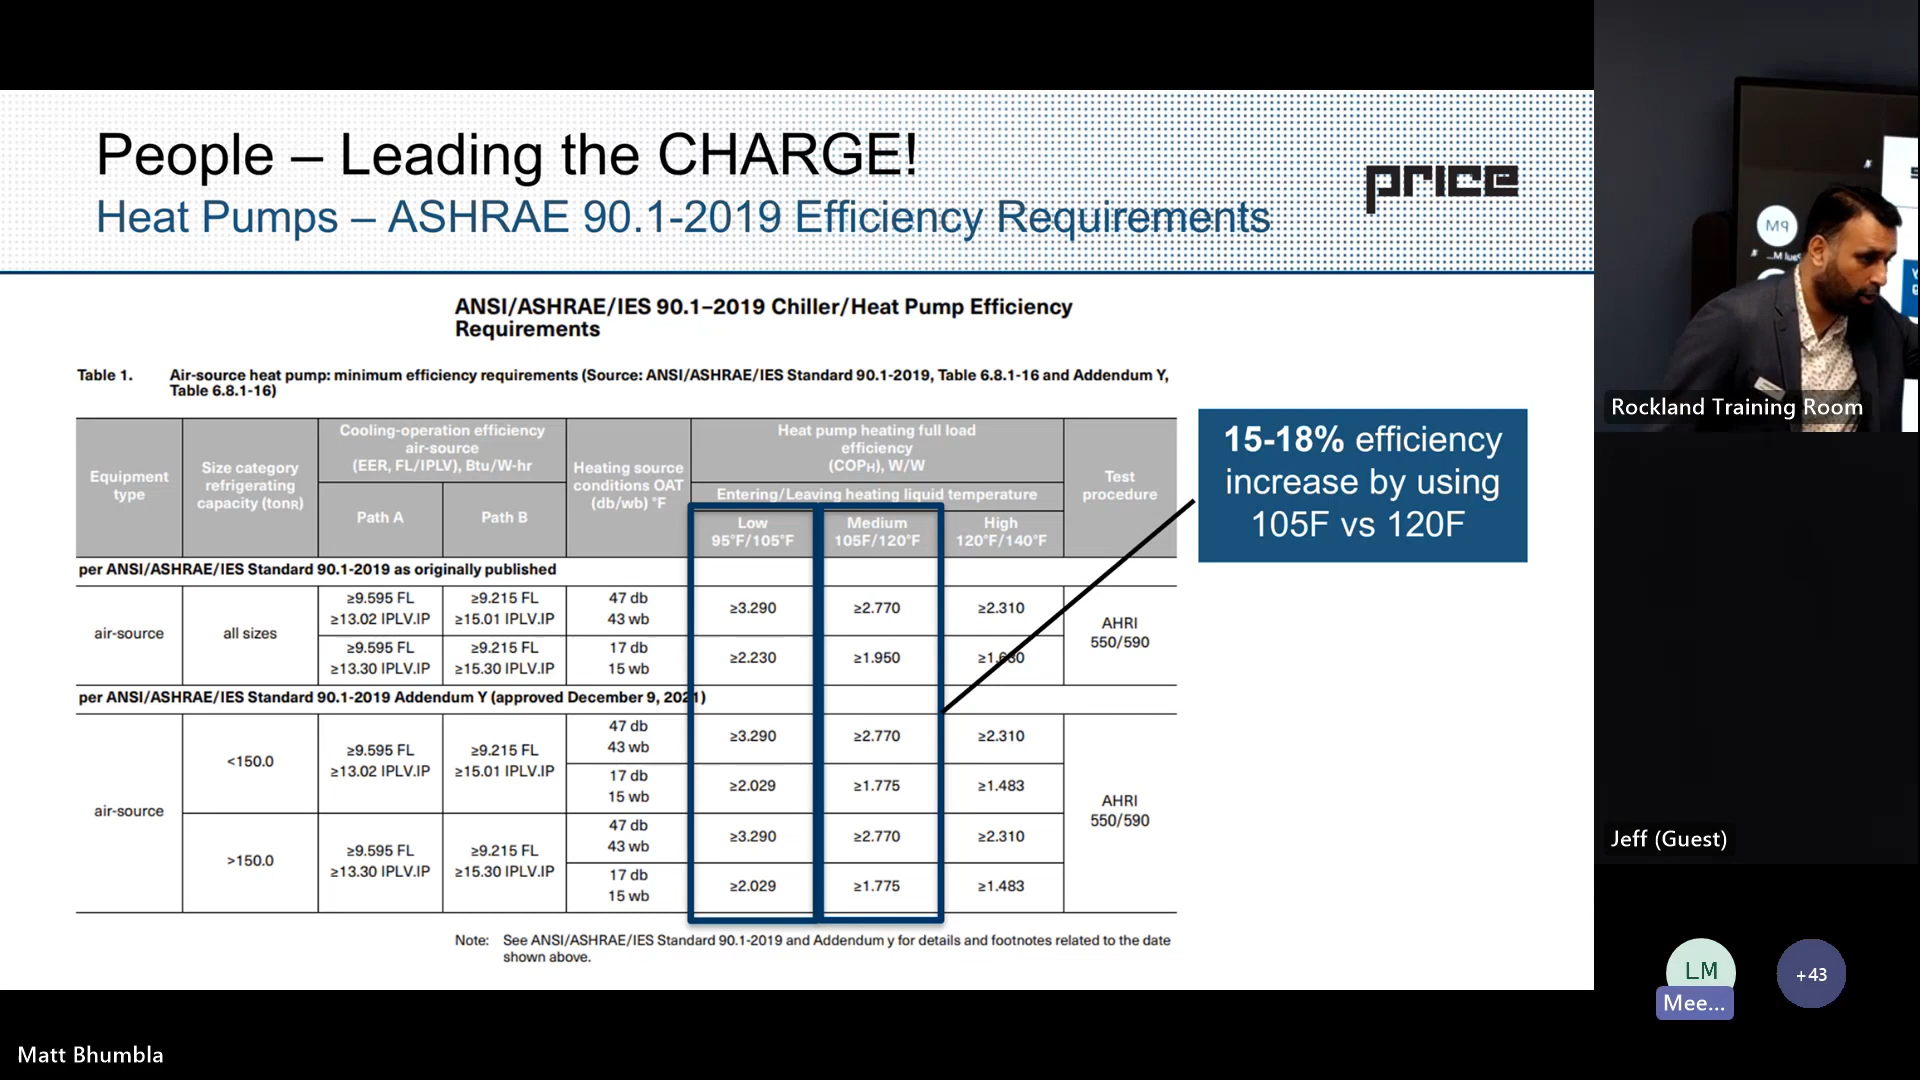 People – Leading the CHARGE!
Heat Pumps – ASHRAE 90.1-2019 Efficiency Requirements
price
ANSI/ASHRAE/IES 90.1–2019 Chiller/Heat Pump Efficiency
Requirements
Table 1. Air-source heat pump: minimum efficiency requirements (Source: ANSI/ASHRAE/IES Standard 90.1-2019, Table 6.8.1-16 and Addendum Y,
Table 6.8.1-16)
Equipment
type
Size category
refrigerating
capacity (tonR)
Cooling-operation efficiency
air-source
(EER, FL/IPLV), Btu/W-hr
Path A
Path B
Heating source
conditions OAT
(db/wb) °F
Heat pump heating full load
efficiency
(COPH), W/W
Entering/Leaving heating liquid temperature
Low
95°F/105°F
Medium
105F/120°F
High
120°F/140°F
Test
procedure
per ANSI/ASHRAE/IES Standard 90.1-2019 as originally published
air-source
all sizes
≥9.595 FL
≥13.02 IPLV.IP
≥9.215 FL
≥15.01 IPLV.IP
47 db
43 wb
≥3.290
≥2.770
≥2.310
≥9.595 FL
≥13.30 IPLV.IP
≥9.215 FL
≥15.30 IPLV.IP
17 db
15 wb
≥2.230
≥1.950
AHRI
550/590
per ANSI/ASHRAE/IES Standard 90.1-2019 Addendum Y (approved December 9, 2021)
air-source
<150.0
≥9.595 FL
≥13.02 IPLV.IP
≥9.215 FL
≥15.01 IPLV.IP
47 db
43 wb
≥3.290
≥2.770
≥2.310
17 db
15 wb
≥2.029
≥1.775
≥1.483
>150.0
≥9.595 FL
≥13.30 IPLV.IP
≥9.215 FL
≥15.30 IPLV.IP
47 db
43 wb
≥3.290
≥2.770
≥2.310
17 db
15 wb
≥2.029
≥1.775
≥1.483
AHRI
550/590
Note: See ANSI/ASHRAE/IES Standard 90.1-2019 and Addendum y for details and footnotes related to the date
shown above.
15-18% efficiency
increase by using
105F vs 120F
PM
Rockland Training Room
Jeff (Guest)
LM
Mee...
+43
Matt Bhumbla